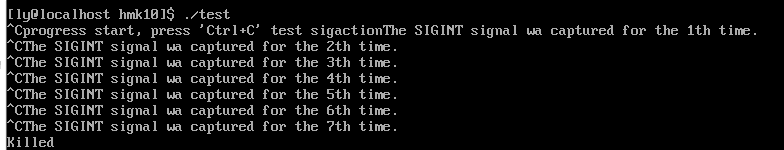 [ly@localhost hmk10]$ ./test
^Cprogress start, press 'Ctrl+C' test sigactionThe SIGINT signal wa captured for the 1th time.
^CThe SIGINT signal wa captured for the 2th time.
^CThe SIGINT signal wa captured for the 3th time.
^CThe SIGINT signal wa captured for the 4th time.
^CThe SIGINT signal wa captured for the 5th time.
^CThe SIGINT signal wa captured for the 6th time.
^CThe SIGINT signal wa captured for the 7th time.
Killed